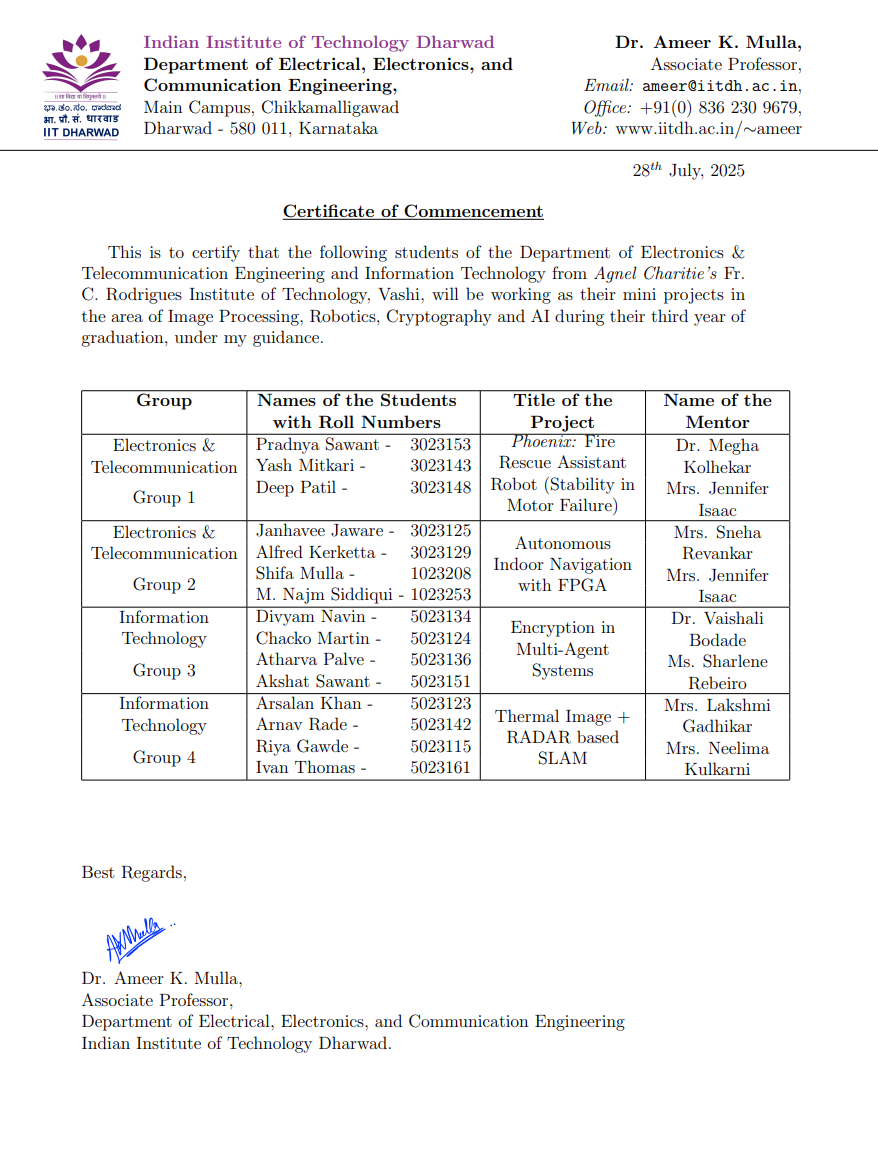 Indian Institute of Technology Dharwad
Department of Electrical, Electronics, and
Communication Engineering,
Main Campus, Chikkamalligawad
Dharwad - 580 011, Karnataka
Dr. Ameer K. Mulla,
Associate Professor,
Email: ameer@iitdh.ac.in,
Office: +91(0) 836 230 9679,
Web: www.iitdh.ac.in/~ameer
भा. प्रौ. सं. धारवाड
IIT DHARWAD
28th July, 2025
Certificate of Commencement
This is to certify that the following students of the Department of Electronics &
Telecommunication Engineering and Information Technology from Agnel Charitie's Fr.
C. Rodrigues Institute of Technology, Vashi, will be working as their mini projects in
the area of Image Processing, Robotics, Cryptography and AI during their third year of
graduation, under my guidance.
Group
Names of the Students
with Roll Numbers
Title of the
Project
Name of the
Mentor
Electronics &
Telecommunication
Group 1
Pradnya Sawant - 3023153
Yash Mitkari - 3023143
Deep Patil - 3023148
Phoenix: Fire
Rescue Assistant
Robot (Stability in
Motor Failure)
Dr. Megha
Kolhekar
Mrs. Jennifer
Isaac
Electronics &
Telecommunication
Group 2
Janhavee Jaware - 3023125
Alfred Kerketta - 3023129
Shifa Mulla - 1023208
M. Najm Siddiqui - 1023253
Autonomous
Indoor Navigation
with FPGA
Mrs. Sneha
Revankar
Mrs. Jennifer
Isaac
Information
Technology
Group 3
Divyam Navin - 5023134
Chacko Martin - 5023124
Atharva Palve - 5023136
Akshat Sawant - 5023151
Encryption in
Multi-Agent
Systems
Dr. Vaishali
Bodade
Ms. Sharlene
Rebeiro
Information
Technology
Group 4
Arsalan Khan - 5023123
Arnav Rade - 5023142
Riya Gawde - 5023115
Ivan Thomas - 5023161
Thermal Image +
RADAR based
SLAM
Mrs. Lakshmi
Gadhikar
Mrs. Neelima
Kulkarni
Best Regards,
AKMulla
Dr. Ameer K. Mulla,
Associate Professor,
Department of Electrical, Electronics, and Communication Engineering
Indian Institute of Technology Dharwad.